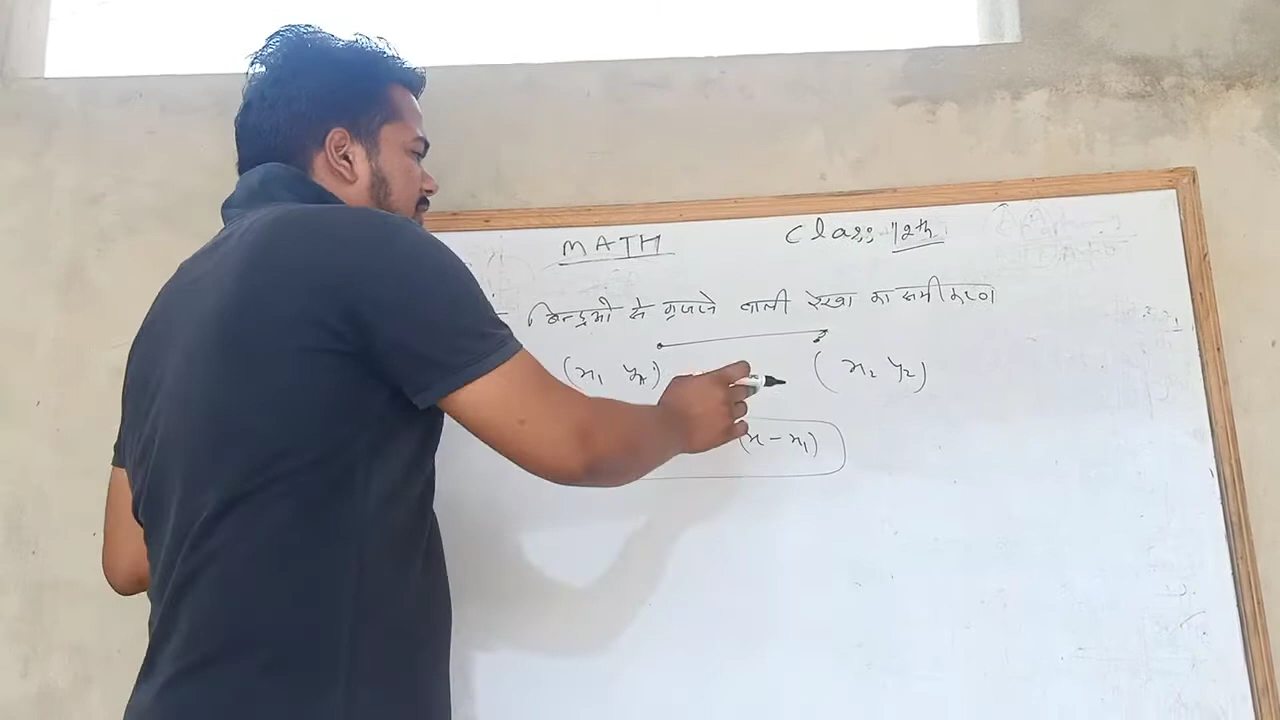 MATH Class 12th
बिन्दुओ से गुजरने वाली रेखा का समीकरण
(x₁ y₁) (x₂ y₂)
(x - x₁)